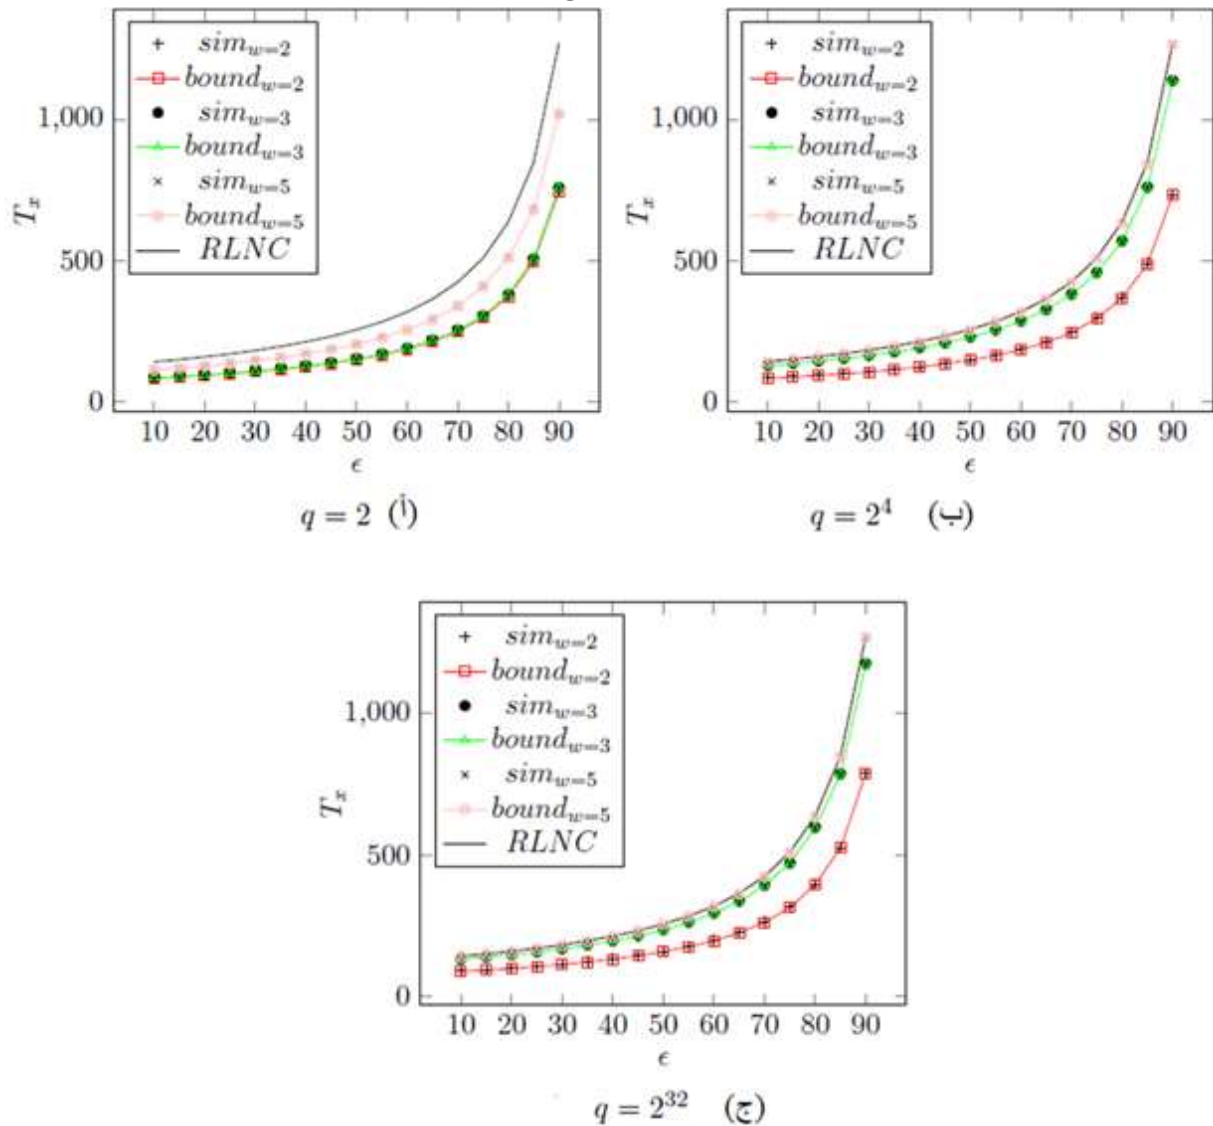 + sim_{w=2}
bound_{w=2}
sim_{w=3}
bound_{w=3}
× sim_{w=5}
bound_{w=5}
RLNC
T_x
1,000
500
0
10 20 30 40 50 60 70 80 90
ϵ
(أ) q = 2
+ sim_{w=2}
bound_{w=2}
sim_{w=3}
bound_{w=3}
× sim_{w=5}
bound_{w=5}
RLNC
T_x
1,000
500
0
10 20 30 40 50 60 70 80 90
ϵ
(ب) q = 2^4
+ sim_{w=2}
bound_{w=2}
sim_{w=3}
bound_{w=3}
× sim_{w=5}
bound_{w=5}
RLNC
T_x
1,000
500
0
10 20 30 40 50 60 70 80 90
ϵ
(ج) q = 2^{32}